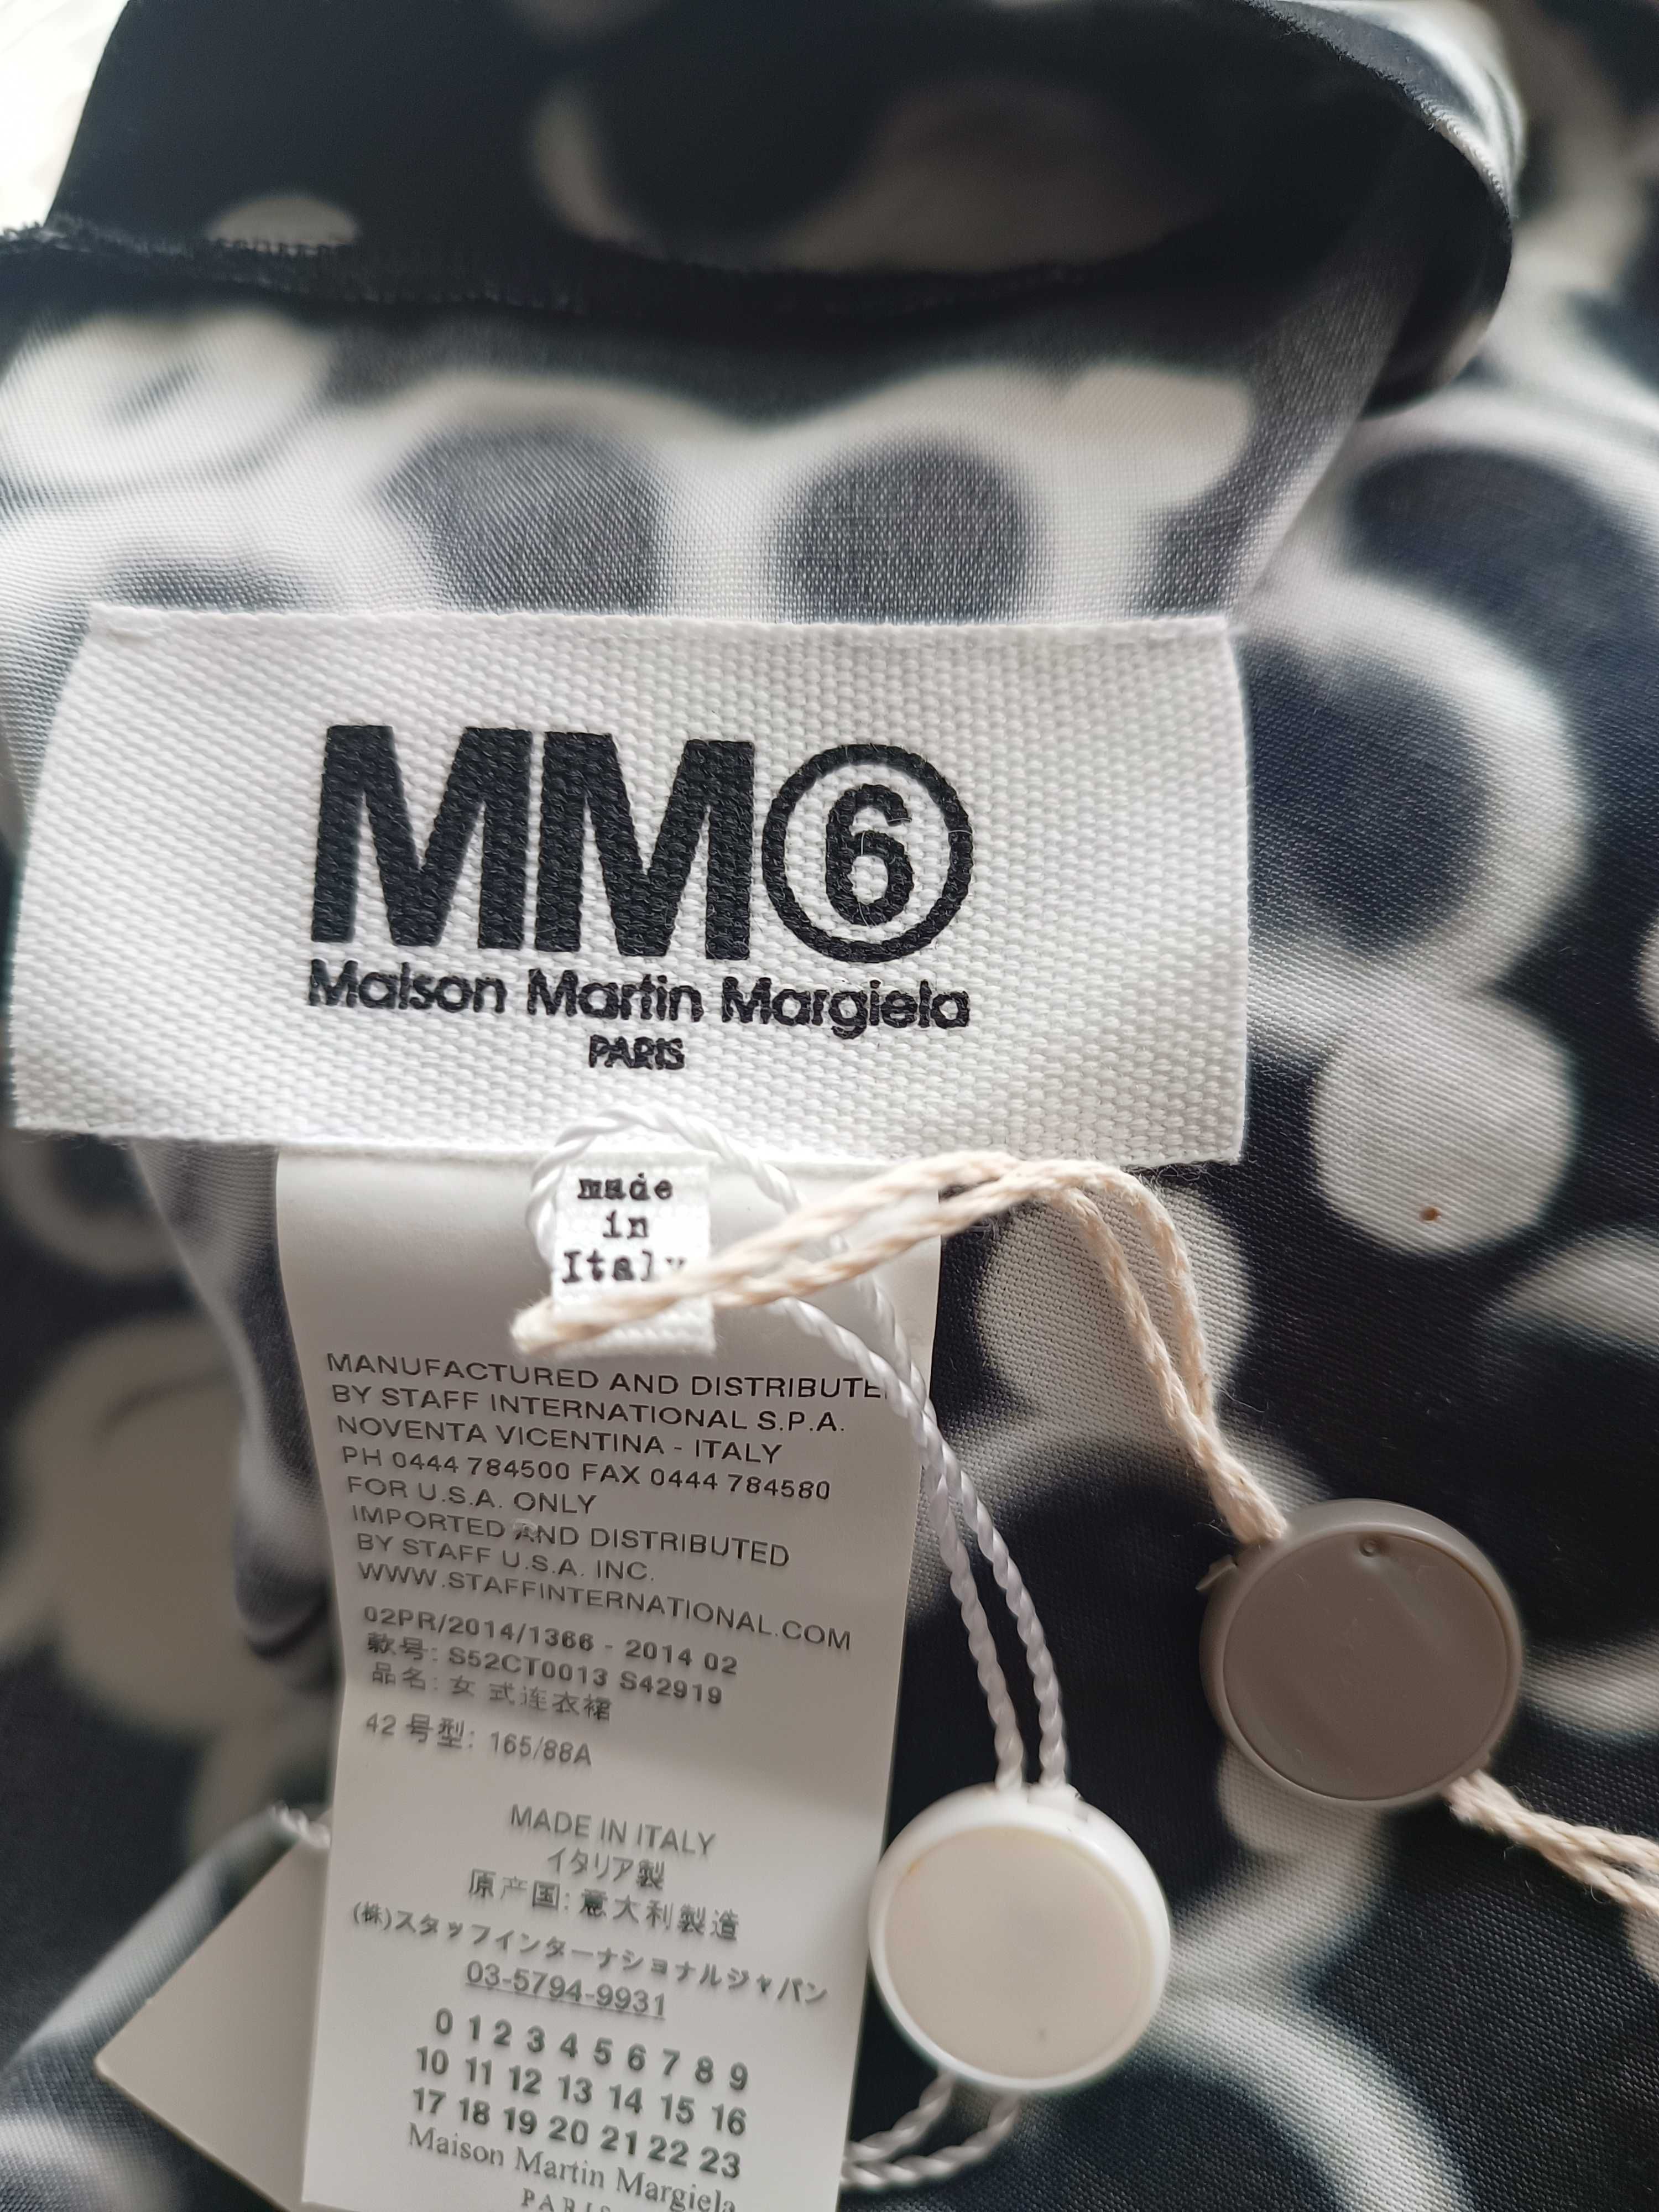 MM⑥
Maison Martin Margiela
PARIS
made
in
Italy
MANUFACTURED AND DISTRIBUTE
BY STAFF INTERNATIONAL S.P.A.
NOVENTA VICENTINA - ITALY
PH 0444 784500 FAX 0444 784580
FOR U.S.A. ONLY
IMPORTED AND DISTRIBUTED
BY STAFF U.S.A. INC.
WWW.STAFFINTERNATIONAL.COM
02PR/2014/1366 - 2014 02
款号: S52CT0013 S42919
品名: 女 式连衣裙
42 号型: 165/88A
MADE IN ITALY
イタリア製
原产国: 意大利製造
(株)スタッフインターナショナルジャパン
03-5794-9931
0 1 2 3 4 5 6 7 8 9
10 11 12 13 14 15 16
17 18 19 20 21 22 23
Maison Martin Margiela
PARIS